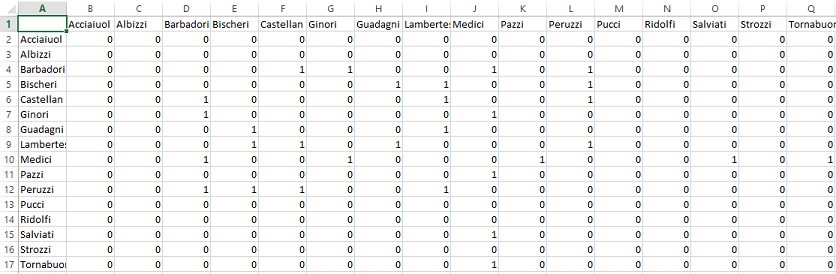 A B C D E F G H I J K L M N O P Q
1 Acciaiuol Albizzi Barbadori Bischeri Castellan Ginori Guadagni Lambertes Medici Pazzi Peruzzi Pucci Ridolfi Salviati Strozzi Tornabuor
2 Acciaiuol 0 0 0 0 0 0 0 0 0 0 0 0 0 0 0 0
3 Albizzi 0 0 0 0 0 0 0 0 0 0 0 0 0 0 0 0
4 Barbadori 0 0 0 0 1 1 0 0 1 0 1 0 0 0 0 0
5 Bischeri 0 0 0 0 0 0 1 1 0 0 1 0 0 0 0 0
6 Castellan 0 0 1 0 0 0 0 1 0 0 1 0 0 0 0 0
7 Ginori 0 0 1 0 0 0 0 0 1 0 0 0 0 0 0 0
8 Guadagni 0 0 0 1 0 0 0 1 0 0 0 0 0 0 0 0
9 Lambertes 0 0 0 1 1 0 1 0 0 0 1 0 0 0 0 0
10 Medici 0 0 1 0 0 1 0 0 0 1 0 0 0 1 0 1
11 Pazzi 0 0 0 0 0 0 0 0 1 0 0 0 0 0 0 0
12 Peruzzi 0 0 1 1 1 0 0 1 0 0 0 0 0 0 0 0
13 Pucci 0 0 0 0 0 0 0 0 0 0 0 0 0 0 0 0
14 Ridolfi 0 0 0 0 0 0 0 0 0 0 0 0 0 0 0 0
15 Salviati 0 0 0 0 0 0 0 0 1 0 0 0 0 0 0 0
16 Strozzi 0 0 0 0 0 0 0 0 0 0 0 0 0 0 0 0
17 Tornabuor 0 0 0 0 0 0 0 0 1 0 0 0 0 0 0 0